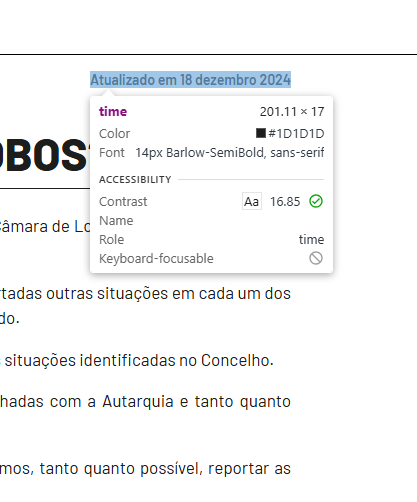 Atualizado em 18 dezembro 2024
time 201.11 × 17
Color #1D1D1D
Font 14px Barlow-SemiBold, sans-serif
ACCESSIBILITY
Contrast Aa 16.85
Name
Role time
Keyboard-focusable
OBOS
Câmara de Lo
rtadas outras situações em cada um dos
do.
s situações identificadas no Concelho.
hadas com a Autarquia e tanto quanto
mos, tanto quanto possível, reportar as